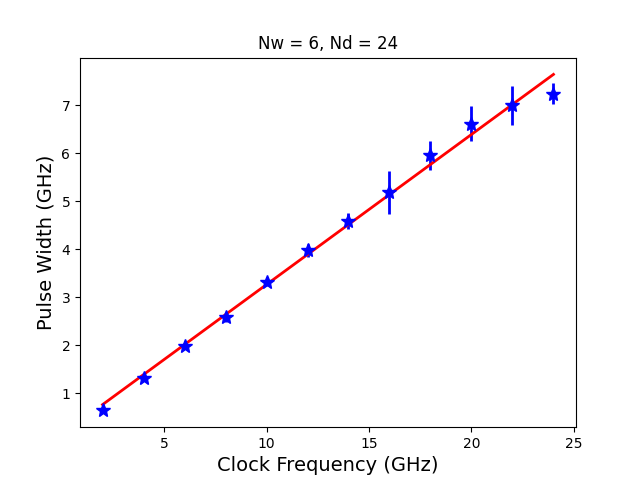 Nw = 6, Nd = 24
Pulse Width (GHz)
7
6
5
4
3
2
1
5 10 15 20 25
Clock Frequency (GHz)